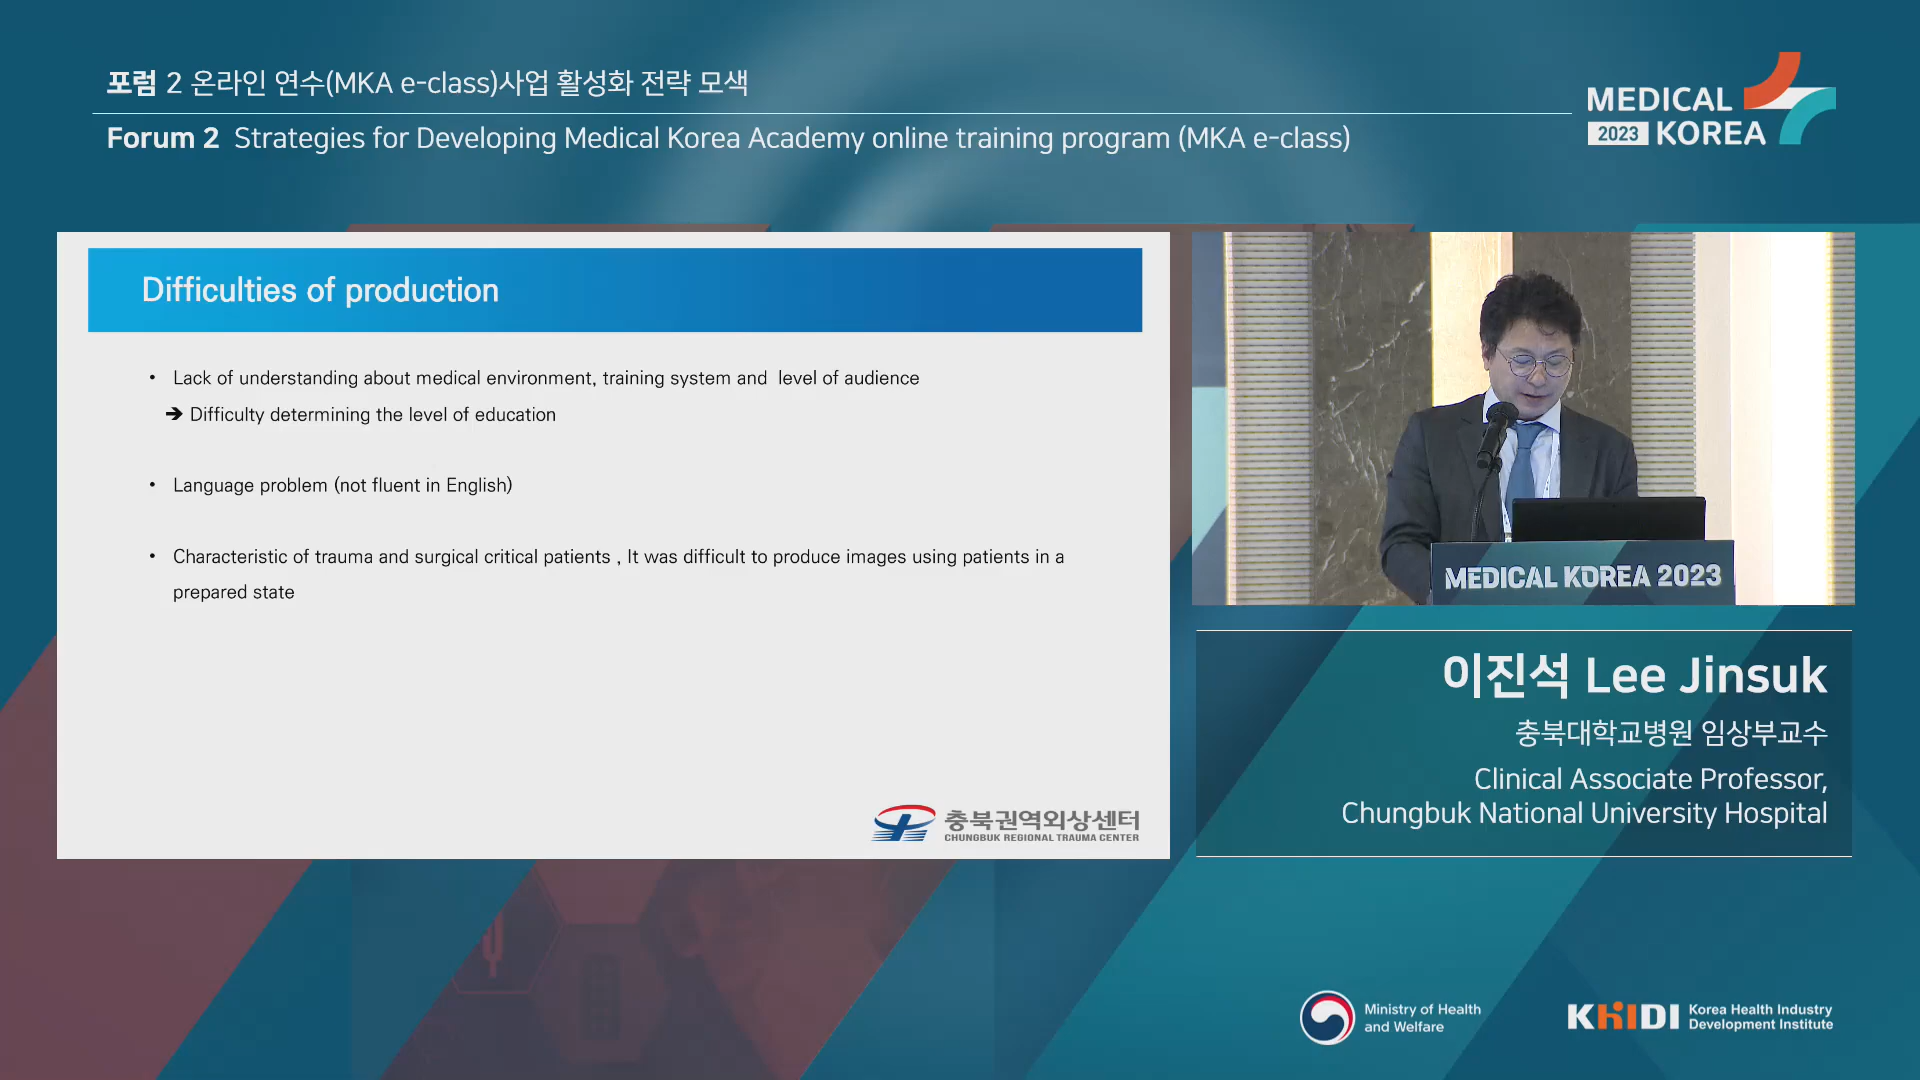 포럼 2 온라인 연수(MKA e-class)사업 활성화 전략 모색
Forum 2 Strategies for Developing Medical Korea Academy online training program (MKA e-class)
MEDICAL
2023 KOREA
Difficulties of production
• Lack of understanding about medical environment, training system and level of audience
➔ Difficulty determining the level of education
• Language problem (not fluent in English)
• Characteristic of trauma and surgical critical patients , It was difficult to produce images using patients in a
prepared state
충북권역외상센터
CHUNGBUK REGIONAL TRAUMA CENTER
MEDICAL KOREA 2023
이진석 Lee Jinsuk
충북대학교병원 임상부교수
Clinical Associate Professor,
Chungbuk National University Hospital
Ministry of Health
and Welfare
KHIDI
Korea Health Industry
Development Institute